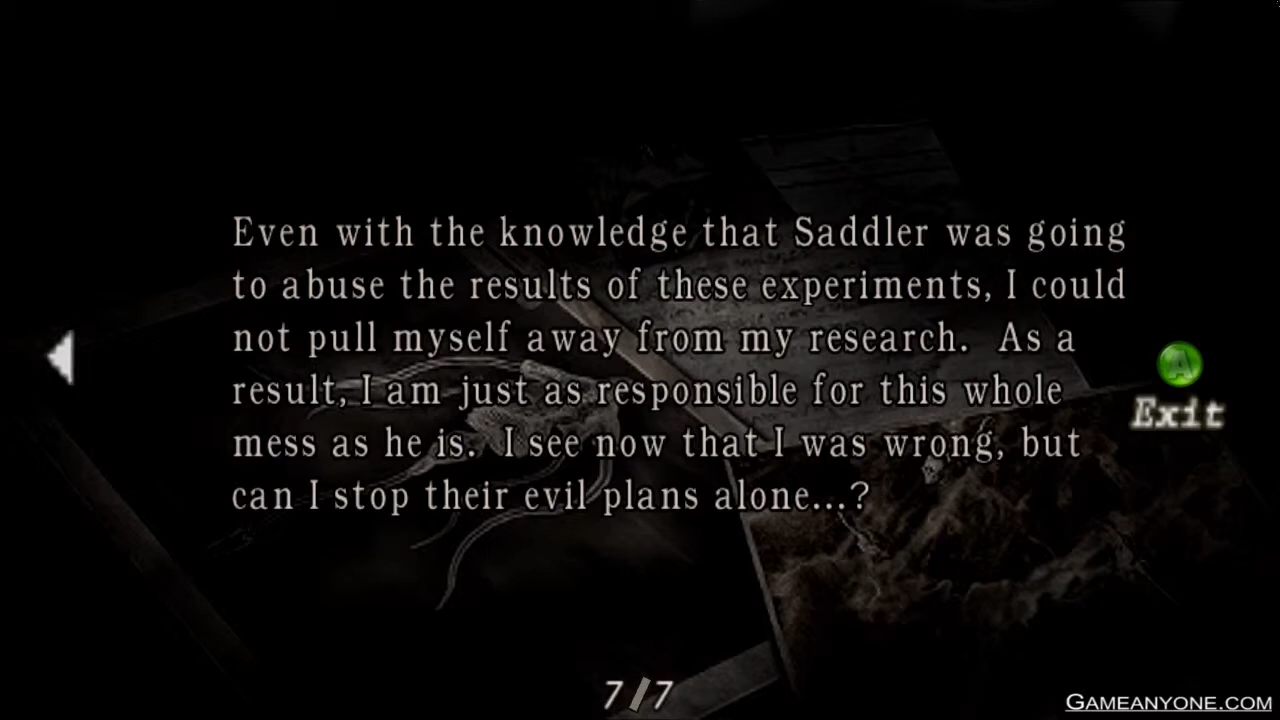 Even with the knowledge that Saddler was going
to abuse the results of these experiments, I could
not pull myself away from my research. As a
result, I am just as responsible for this whole
mess as he is. I see now that I was wrong, but
can I stop their evil plans alone...?
A
Exit
7/7
GAMEANYONE.COM